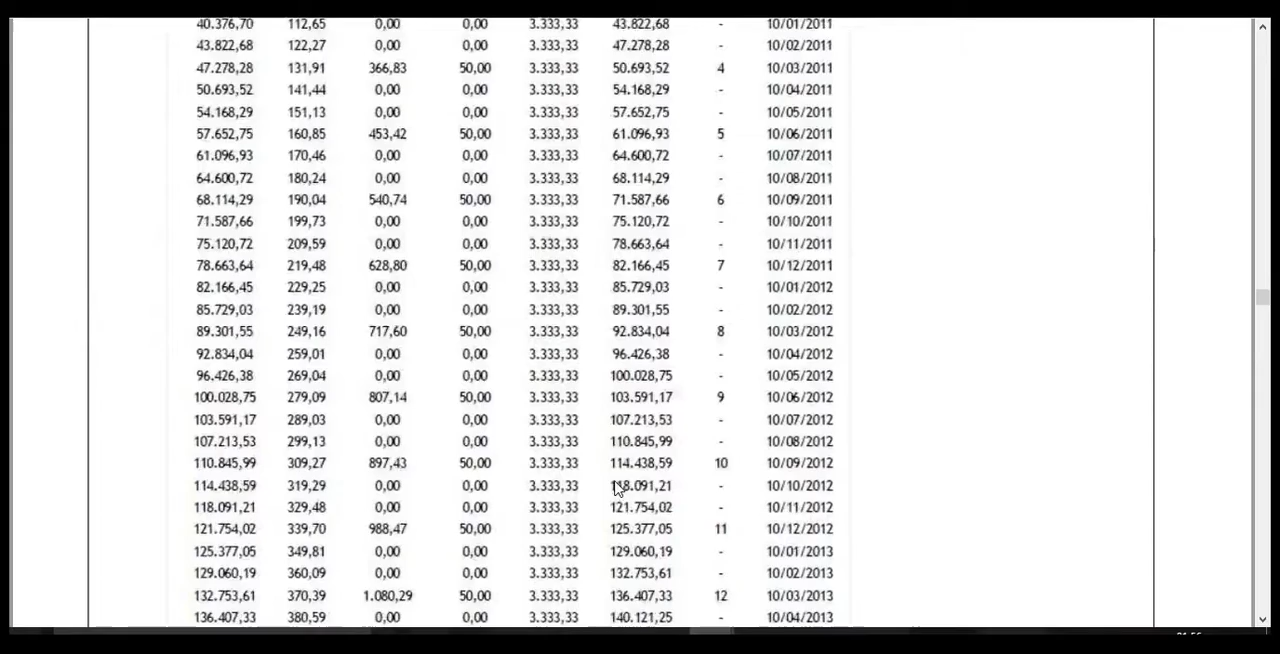 40.376,70 112,65 0,00 0,00 3.333,33 43.822,68 - 10/01/2011
43.822,68 122,27 0,00 0,00 3.333,33 47.278,28 - 10/02/2011
47.278,28 131,91 366,83 50,00 3.333,33 50.693,52 4 10/03/2011
50.693,52 141,44 0,00 0,00 3.333,33 54.168,29 - 10/04/2011
54.168,29 151,13 0,00 0,00 3.333,33 57.652,75 - 10/05/2011
57.652,75 160,85 453,42 50,00 3.333,33 61.096,93 5 10/06/2011
61.096,93 170,46 0,00 0,00 3.333,33 64.600,72 - 10/07/2011
64.600,72 180,24 0,00 0,00 3.333,33 68.114,29 - 10/08/2011
68.114,29 190,04 540,74 50,00 3.333,33 71.587,66 6 10/09/2011
71.587,66 199,73 0,00 0,00 3.333,33 75.120,72 - 10/10/2011
75.120,72 209,59 0,00 0,00 3.333,33 78.663,64 - 10/11/2011
78.663,64 219,48 628,80 50,00 3.333,33 82.166,45 7 10/12/2011
82.166,45 229,25 0,00 0,00 3.333,33 85.729,03 - 10/01/2012
85.729,03 239,19 0,00 0,00 3.333,33 89.301,55 - 10/02/2012
89.301,55 249,16 717,60 50,00 3.333,33 92.834,04 8 10/03/2012
92.834,04 259,01 0,00 0,00 3.333,33 96.426,38 - 10/04/2012
96.426,38 269,04 0,00 0,00 3.333,33 100.028,75 - 10/05/2012
100.028,75 279,09 807,14 50,00 3.333,33 103.591,17 9 10/06/2012
103.591,17 289,03 0,00 0,00 3.333,33 107.213,53 - 10/07/2012
107.213,53 299,13 0,00 0,00 3.333,33 110.845,99 - 10/08/2012
110.845,99 309,27 897,43 50,00 3.333,33 114.438,59 10 10/09/2012
114.438,59 319,29 0,00 0,00 3.333,33 118.091,21 - 10/10/2012
118.091,21 329,48 0,00 0,00 3.333,33 121.754,02 - 10/11/2012
121.754,02 339,70 988,47 50,00 3.333,33 125.377,05 11 10/12/2012
125.377,05 349,81 0,00 0,00 3.333,33 129.060,19 - 10/01/2013
129.060,19 360,09 0,00 0,00 3.333,33 132.753,61 - 10/02/2013
132.753,61 370,39 1.080,29 50,00 3.333,33 136.407,33 12 10/03/2013
136.407,33 380,59 0,00 0,00 3.333,33 140.121,25 - 10/04/2013